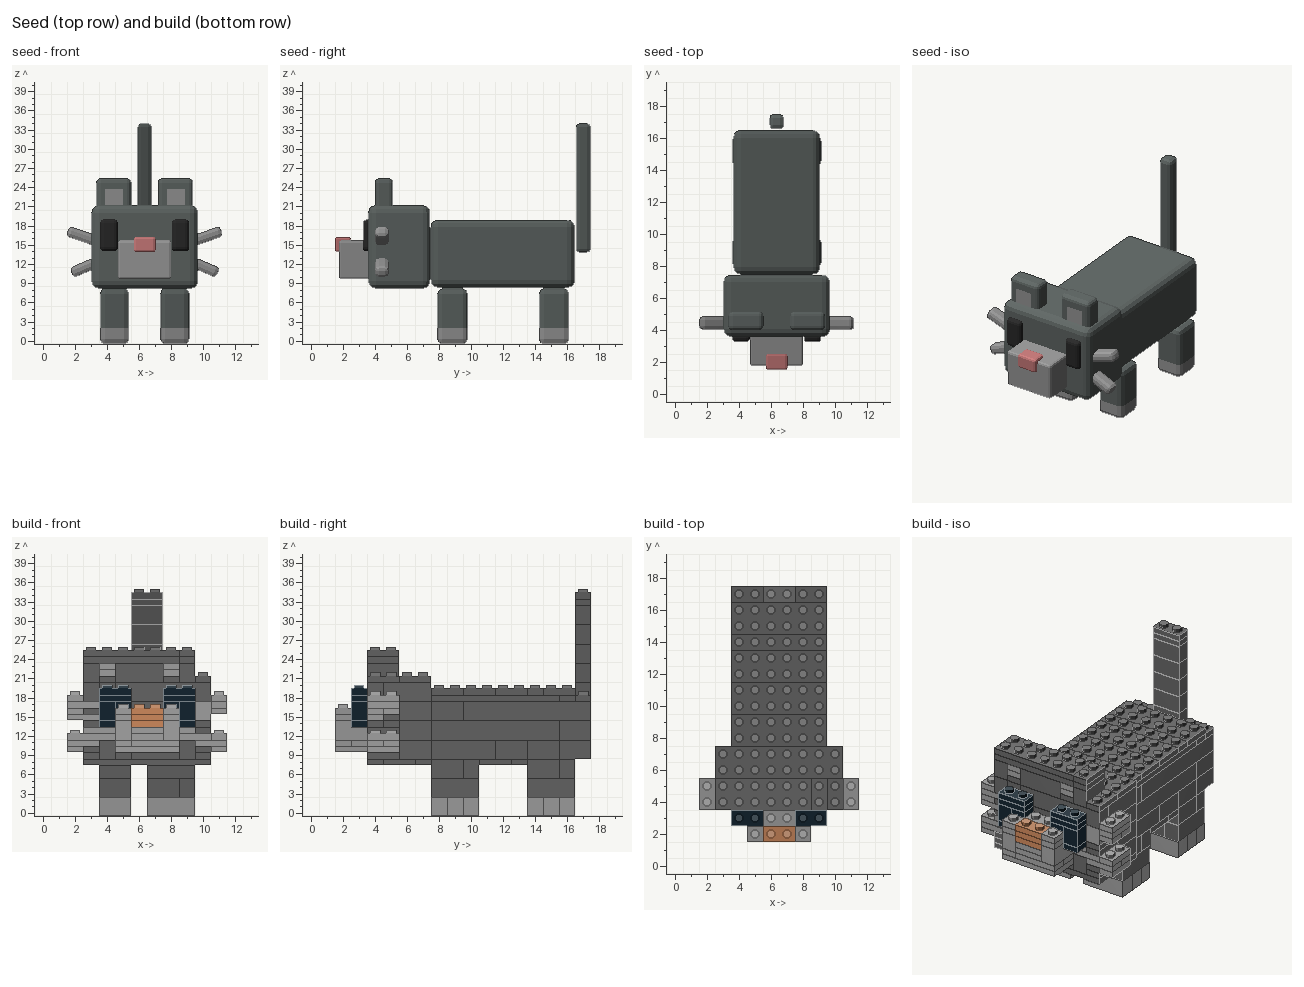 Seed (top row) and build (bottom row)
seed - front
seed - right
seed - top
seed - iso
z ^
z ^
y ^
39
36
33
30
27
24
21
18
15
12
9
6
3
0
0 2 4 6 8 10 12
x ->
39
36
33
30
27
24
21
18
15
12
9
6
3
0
0 2 4 6 8 10 12 14 16 18
y ->
18
16
14
12
10
8
6
4
2
0
0 2 4 6 8 10 12
x ->
build - front
build - right
build - top
build - iso
z ^
z ^
y ^
39
36
33
30
27
24
21
18
15
12
9
6
3
0
0 2 4 6 8 10 12
x ->
39
36
33
30
27
24
21
18
15
12
9
6
3
0
0 2 4 6 8 10 12 14 16 18
y ->
18
16
14
12
10
8
6
4
2
0
0 2 4 6 8 10 12
x ->